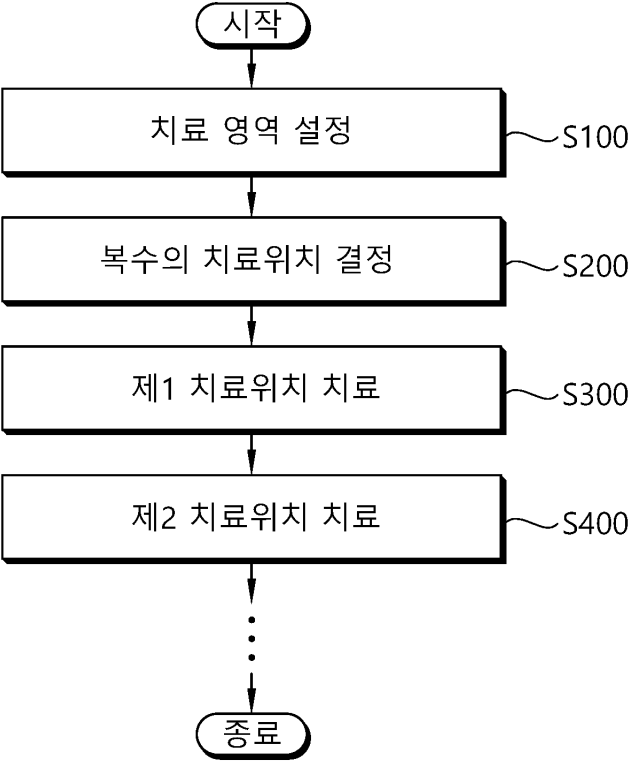 시작
치료 영역 설정
S100
복수의 치료위치 결정
S200
제1 치료위치 치료
S300
제2 치료위치 치료
S400
종료